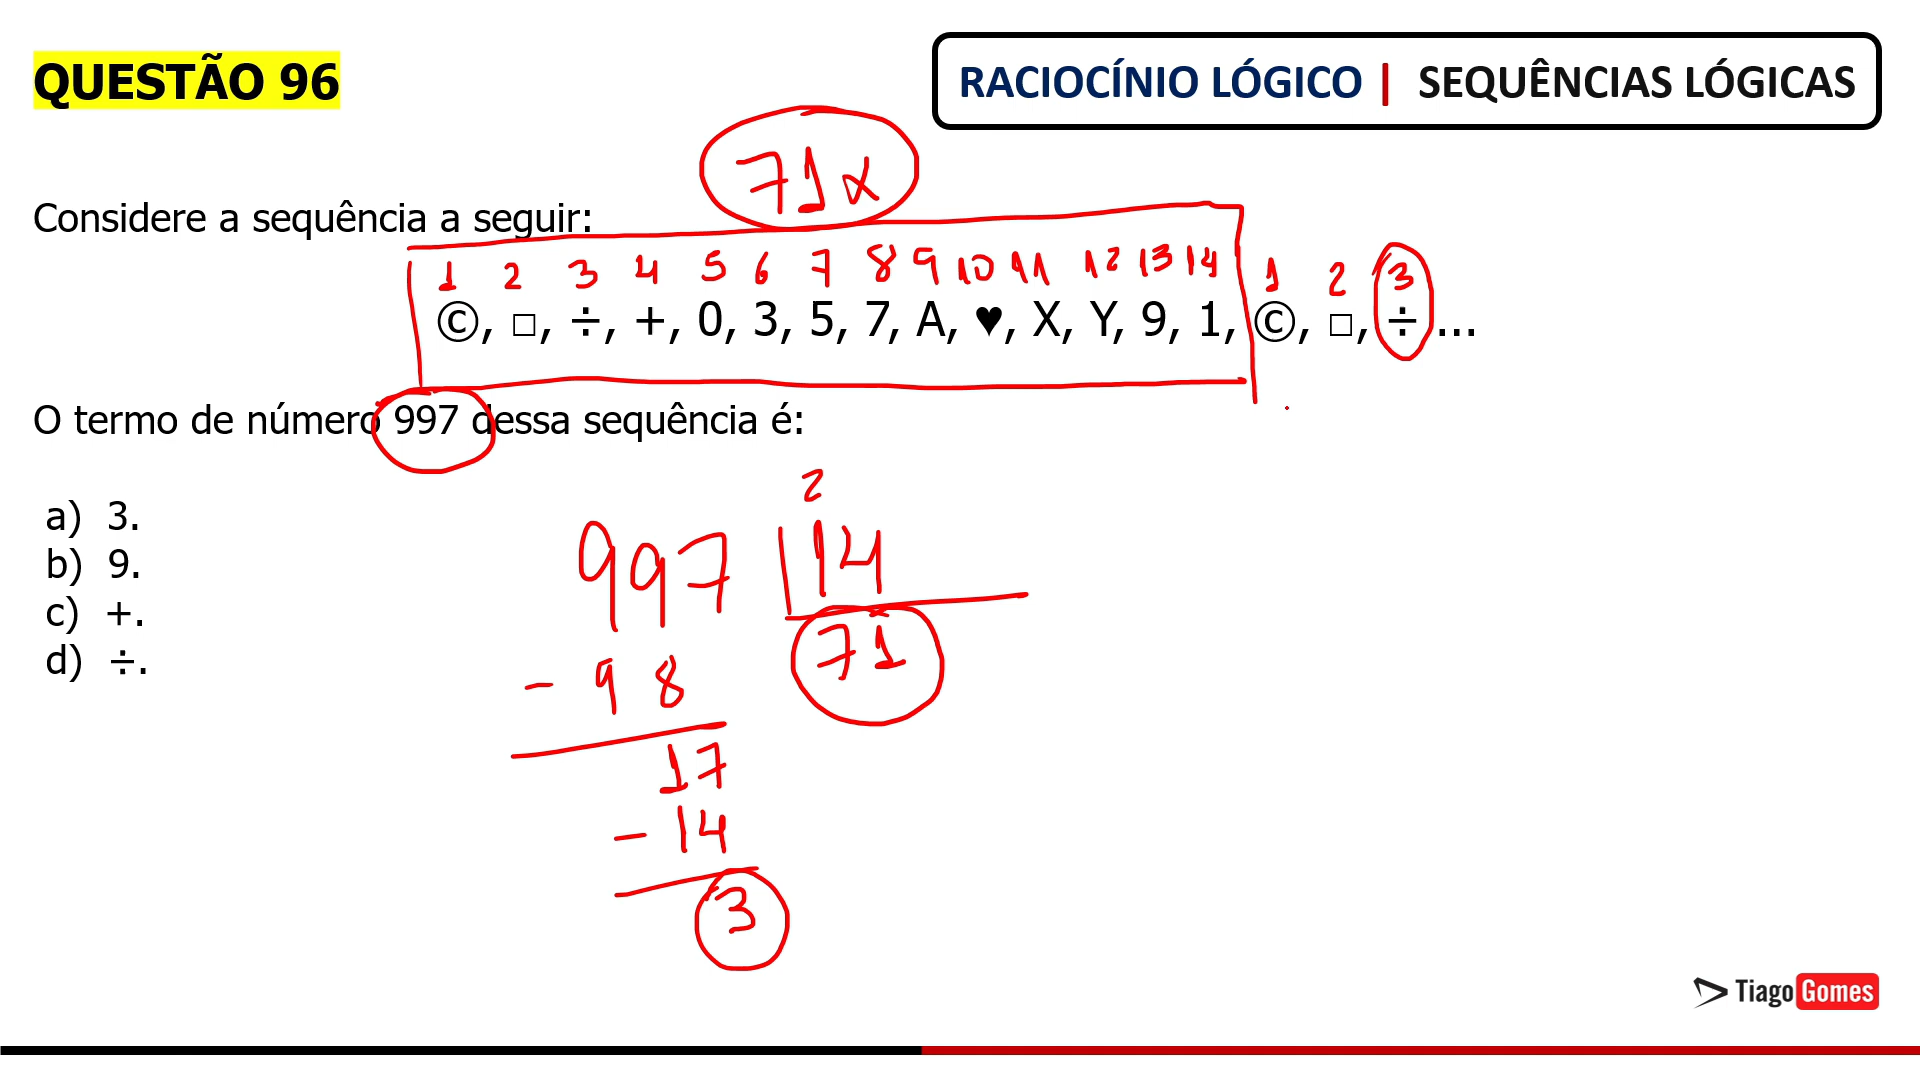 QUESTÃO 96
RACIOCÍNIO LÓGICO | SEQUÊNCIAS LÓGICAS
71x
Considere a sequência a seguir:
1 2 3 4 5 6 7 8 9 10 11 12 13 14 1 2 3
©, □, ÷, +, 0, 3, 5, 7, A, ♥, X, Y, 9, 1, ©, □, ÷ ...
O termo de número 997 dessa sequência é:
a) 3.
b) 9.
c) +.
d) ÷.
2
997 14
71
- 98
17
- 14
3
Tiago Gomes